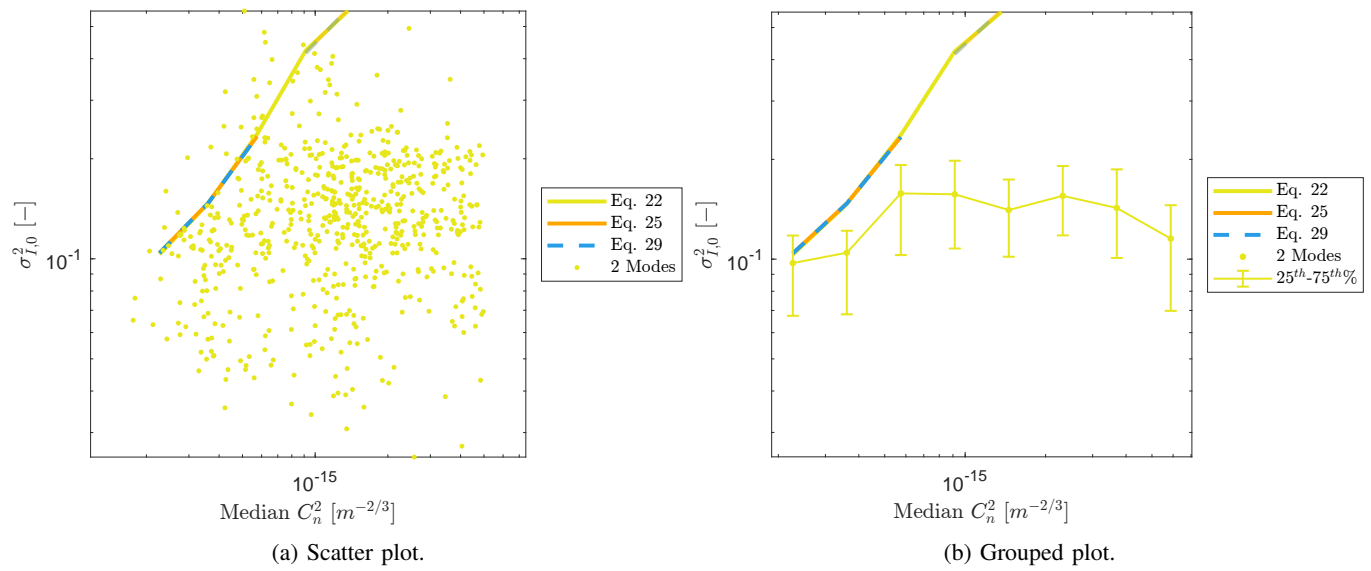 10^{-1}
σ²_{I,0} [−]
10^{-15}
Median C_n^2 [m^{-2/3}]
Eq. 22
Eq. 25
Eq. 29
2 Modes
(a) Scatter plot.
10^{-1}
σ²_{I,0} [−]
10^{-15}
Median C_n^2 [m^{-2/3}]
Eq. 22
Eq. 25
Eq. 29
2 Modes
25^{th}-75^{th}%
(b) Grouped plot.